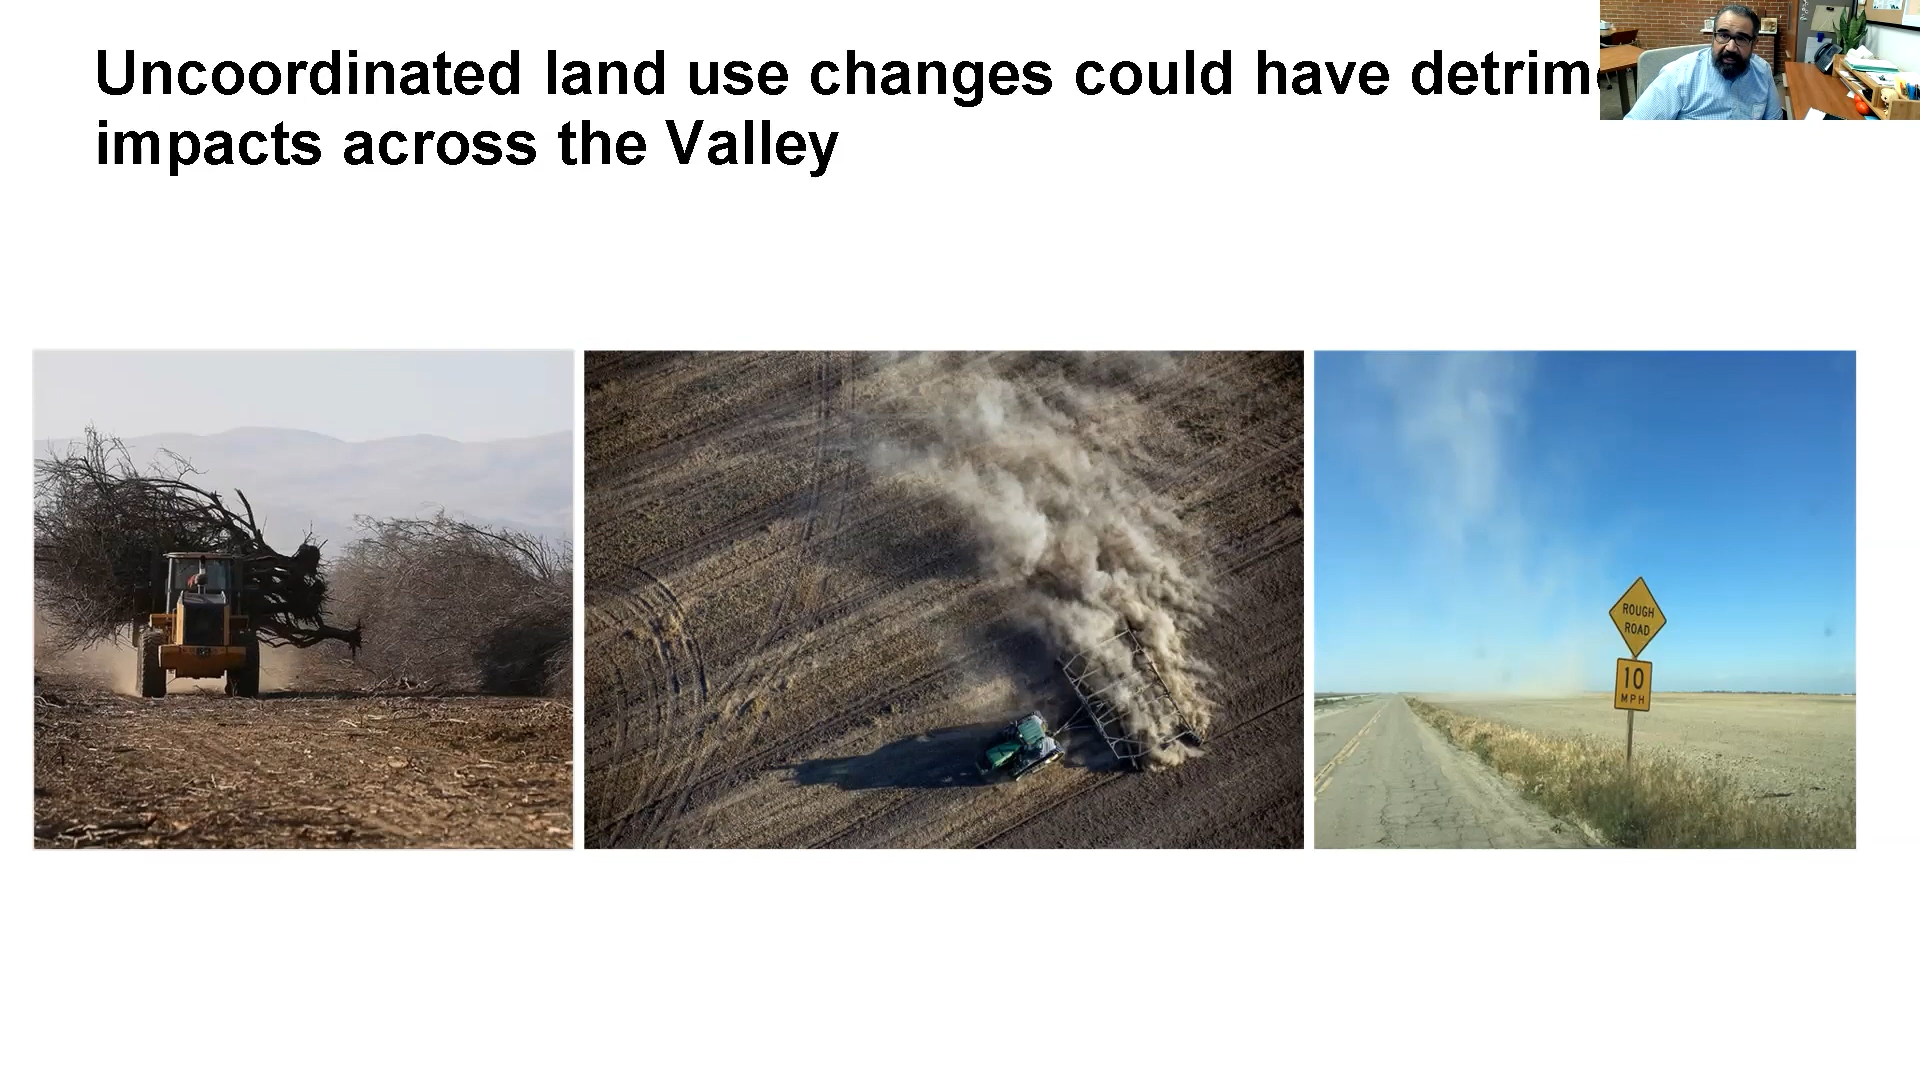 Uncoordinated land use changes could have detrim
impacts across the Valley
ROUGH
ROAD
10
MPH